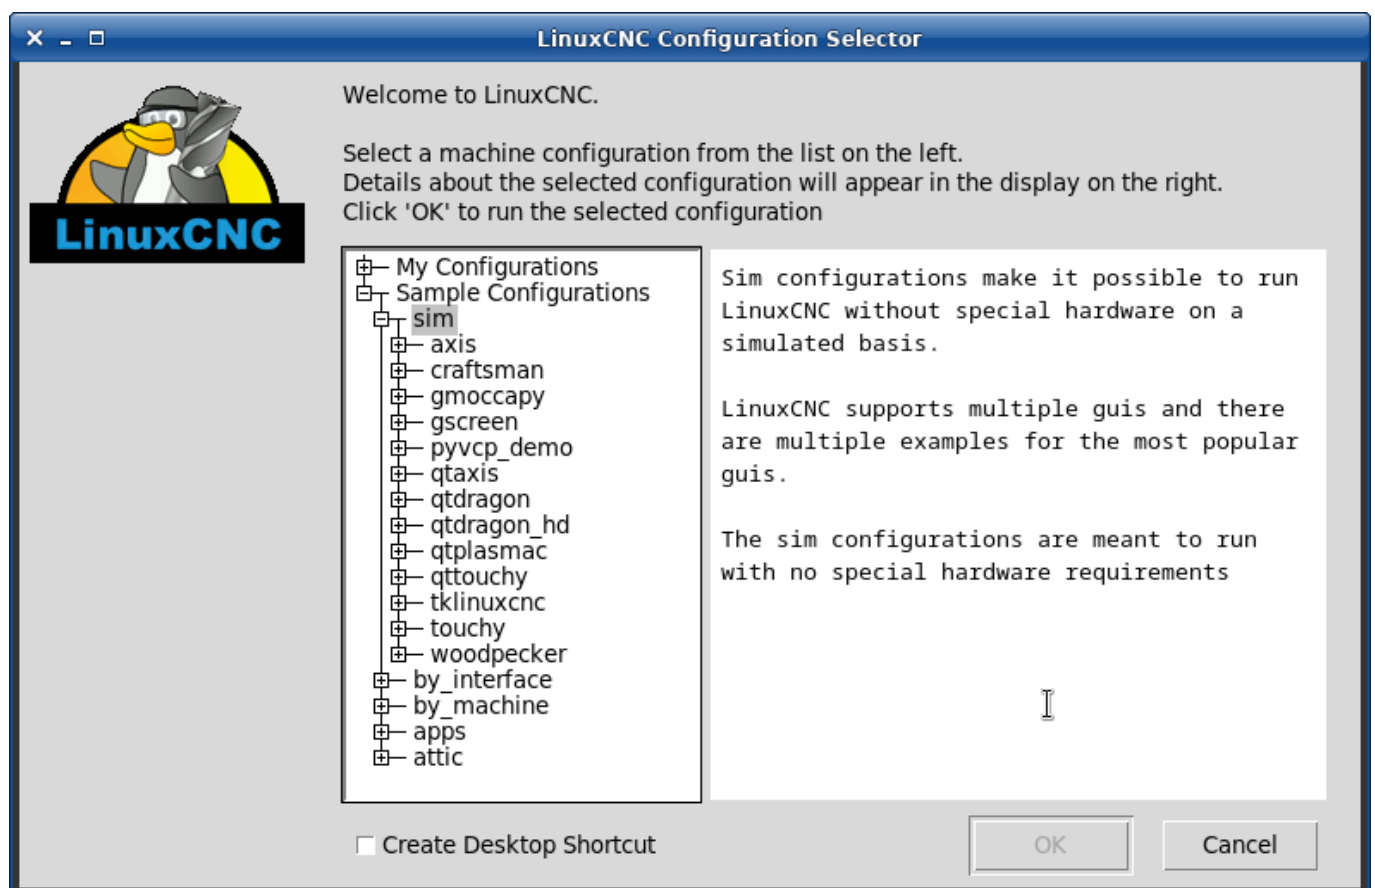 LinuxCNC Configuration Selector
LinuxCNC
Welcome to LinuxCNC.
Select a machine configuration from the list on the left.
Details about the selected configuration will appear in the display on the right.
Click 'OK' to run the selected configuration
My Configurations
Sample Configurations
sim
axis
craftsman
gmoccapy
gscreen
pyvcp_demo
qtaxis
qtdragon
qtdragon_hd
qtplasmac
qttouchy
tklinuxcnc
touchy
woodpecker
by_interface
by_machine
apps
attic
Sim configurations make it possible to run
LinuxCNC without special hardware on a
simulated basis.
LinuxCNC supports multiple guis and there
are multiple examples for the most popular
guis.
The sim configurations are meant to run
with no special hardware requirements
Create Desktop Shortcut
OK
Cancel